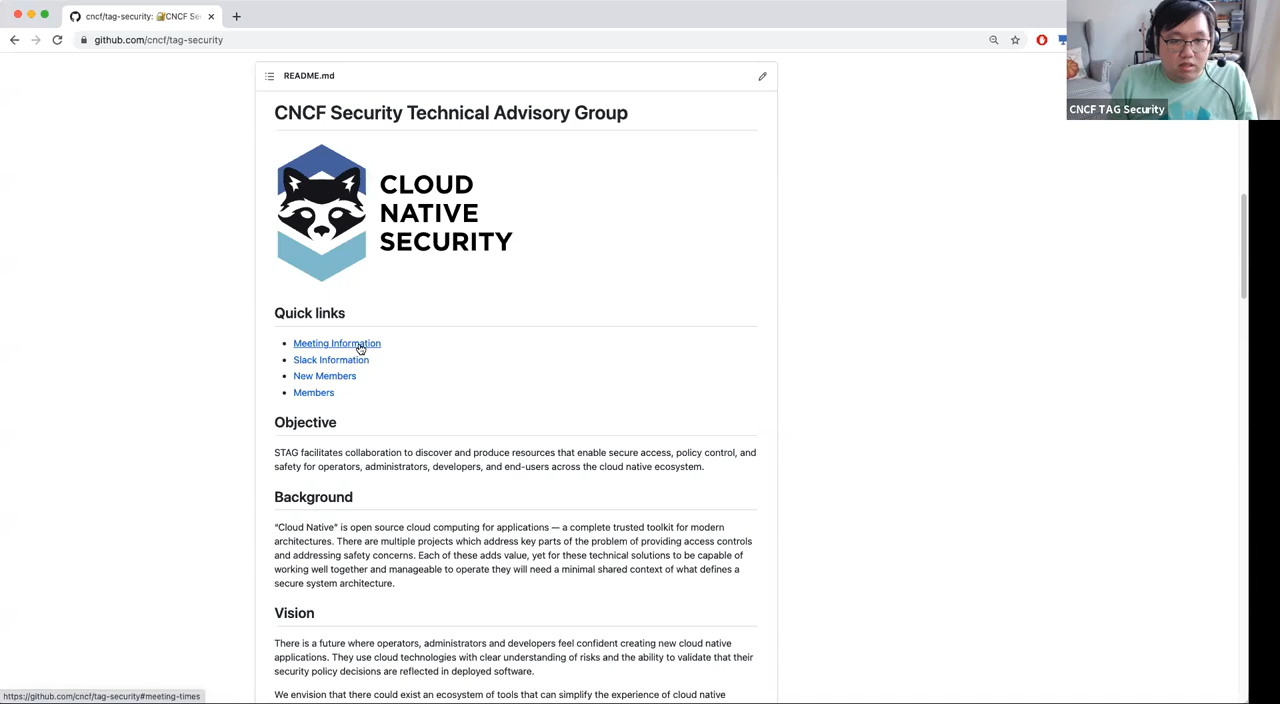 cncf/tag-security: 🔐CNCF Se
github.com/cncf/tag-security
CNCF TAG Security
README.md
CNCF Security Technical Advisory Group
CLOUD
NATIVE
SECURITY
Quick links
Meeting Information
Slack Information
New Members
Members
Objective
STAG facilitates collaboration to discover and produce resources that enable secure access, policy control, and
safety for operators, administrators, developers, and end-users across the cloud native ecosystem.
Background
“Cloud Native” is open source cloud computing for applications — a complete trusted toolkit for modern
architectures. There are multiple projects which address key parts of the problem of providing access controls
and addressing safety concerns. Each of these adds value, yet for these technical solutions to be capable of
working well together and manageable to operate they will need a minimal shared context of what defines a
secure system architecture.
Vision
There is a future where operators, administrators and developers feel confident creating new cloud native
applications. They use cloud technologies with clear understanding of risks and the ability to validate that their
security policy decisions are reflected in deployed software.
We envision that there could exist an ecosystem of tools that can simplify the experience of cloud native
https://github.com/cncf/tag-security#meeting-times